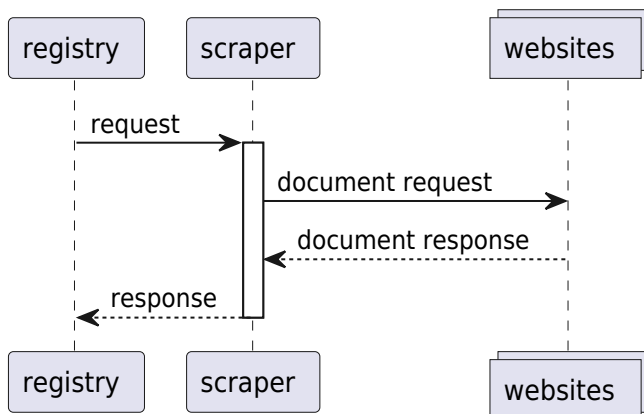 registry scraper websites
request
document request
document response
response
registry scraper websites